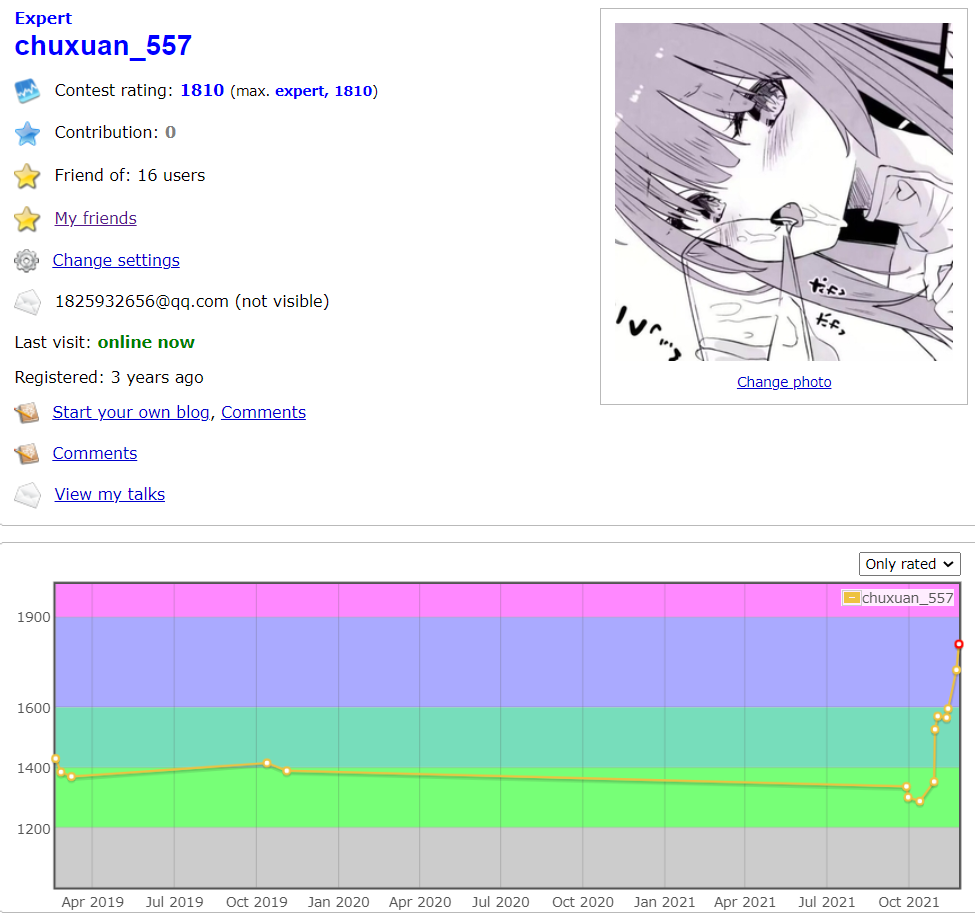 Expert
chuxuan_557
Contest rating: 1810 (max. expert, 1810)
Contribution: 0
Friend of: 16 users
My friends
Change settings
1825932656@qq.com (not visible)
Last visit: online now
Registered: 3 years ago
Start your own blog, Comments
Comments
View my talks
Change photo
Only rated
chuxuan_557
1900
1600
1400
1200
Apr 2019 Jul 2019 Oct 2019 Jan 2020 Apr 2020 Jul 2020 Oct 2020 Jan 2021 Apr 2021 Jul 2021 Oct 2021